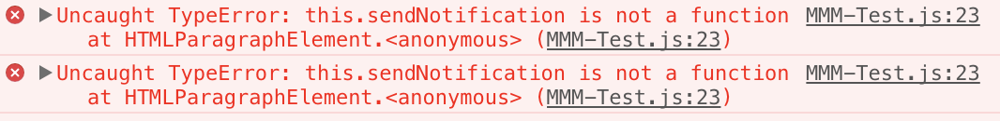 Uncaught TypeError: this.sendNotification is not a function MMM-Test.js:23
at HTMLParagraphElement.<anonymous> (MMM-Test.js:23)
Uncaught TypeError: this.sendNotification is not a function MMM-Test.js:23
at HTMLParagraphElement.<anonymous> (MMM-Test.js:23)